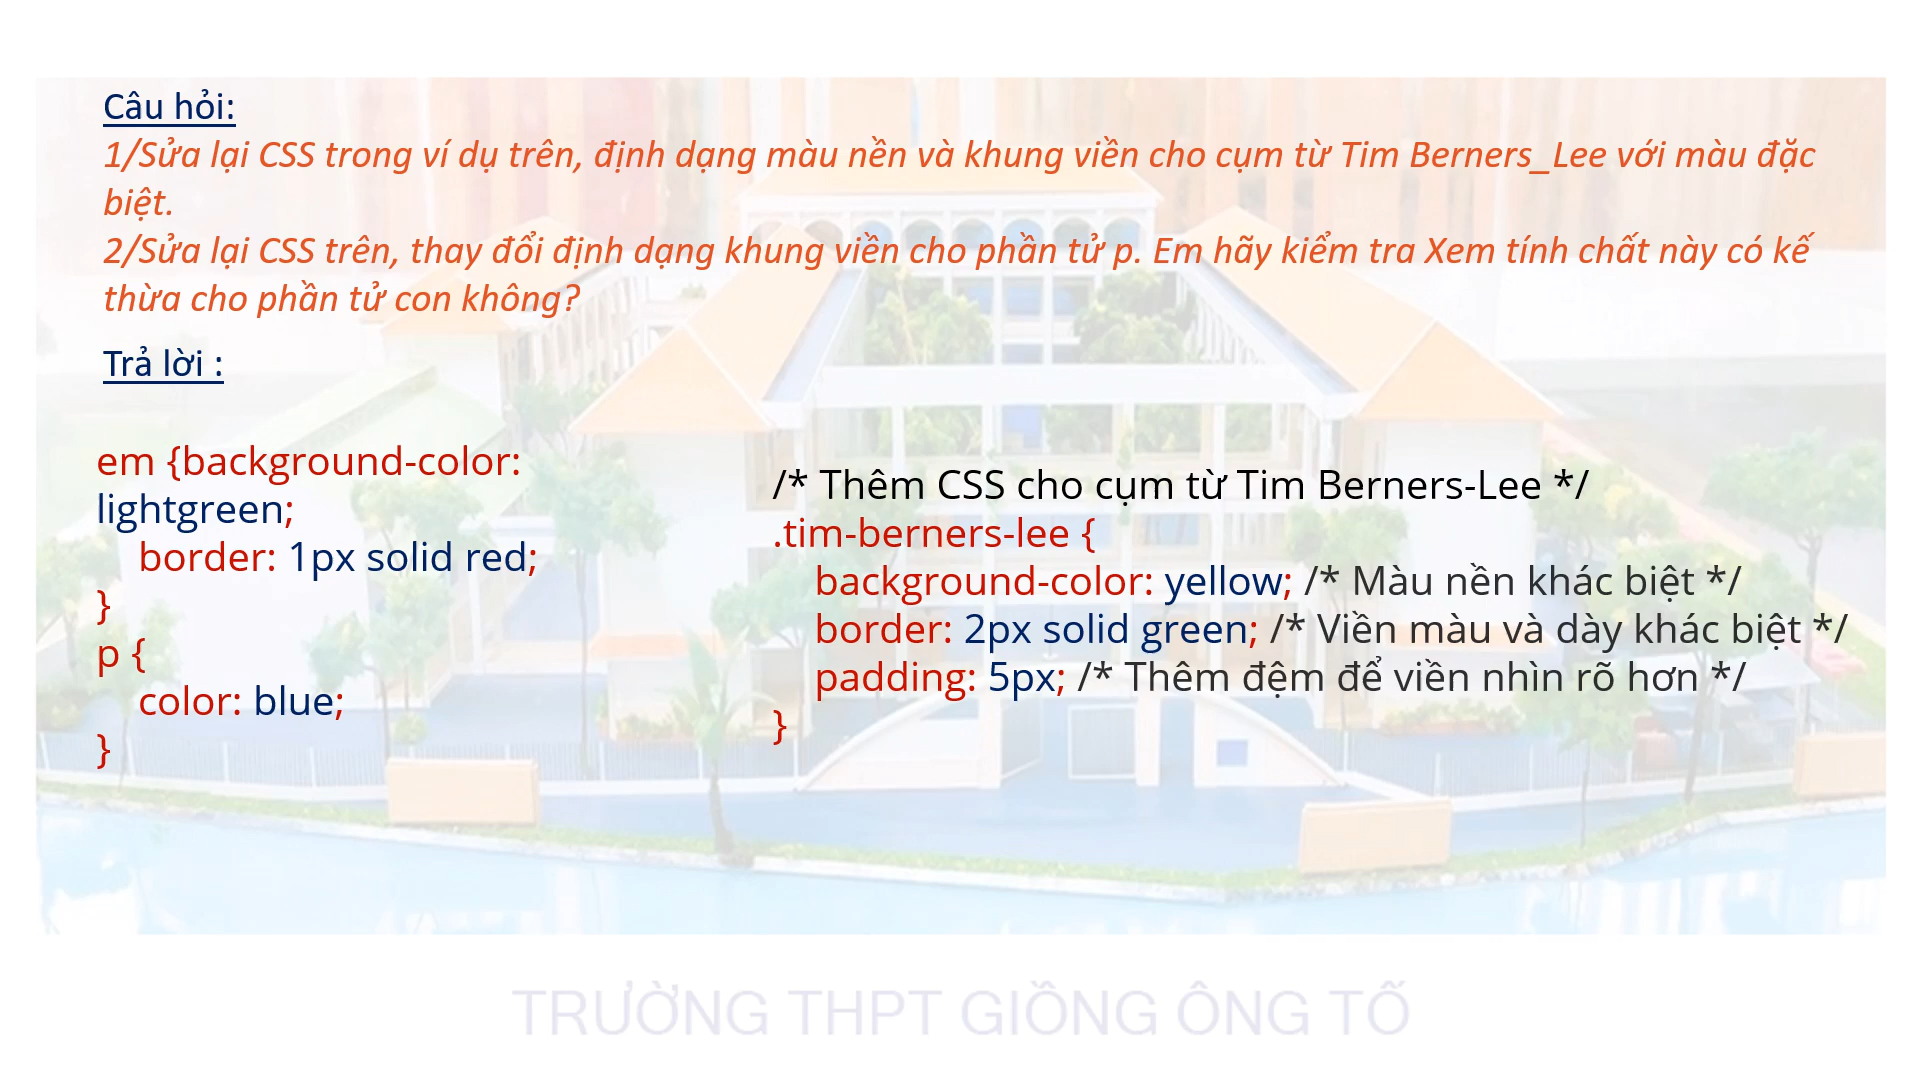 Câu hỏi:
1/Sửa lại CSS trong ví dụ trên, định dạng màu nền và khung viền cho cụm từ Tim Berners_Lee với màu đặc
biệt.
2/Sửa lại CSS trên, thay đổi định dạng khung viền cho phần tử p. Em hãy kiểm tra Xem tính chất này có kế
thừa cho phần tử con không?
Trả lời :
em {background-color:
lightgreen;
border: 1px solid red;
}
p {
color: blue;
}
/* Thêm CSS cho cụm từ Tim Berners-Lee */
.tim-berners-lee {
background-color: yellow; /* Màu nền khác biệt */
border: 2px solid green; /* Viền màu và dày khác biệt */
padding: 5px; /* Thêm đệm để viền nhìn rõ hơn */
}
TRƯỜNG THPT GIỒNG ÔNG TỐ